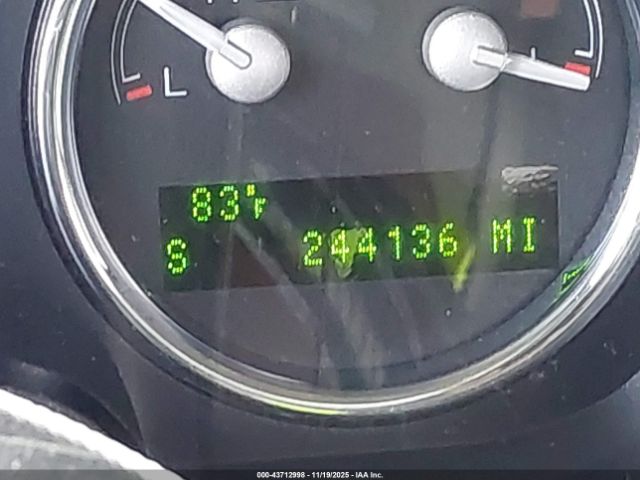 L
83°F
S 244136 MI
000-43712998 - 11/19/2025 - IAA Inc.